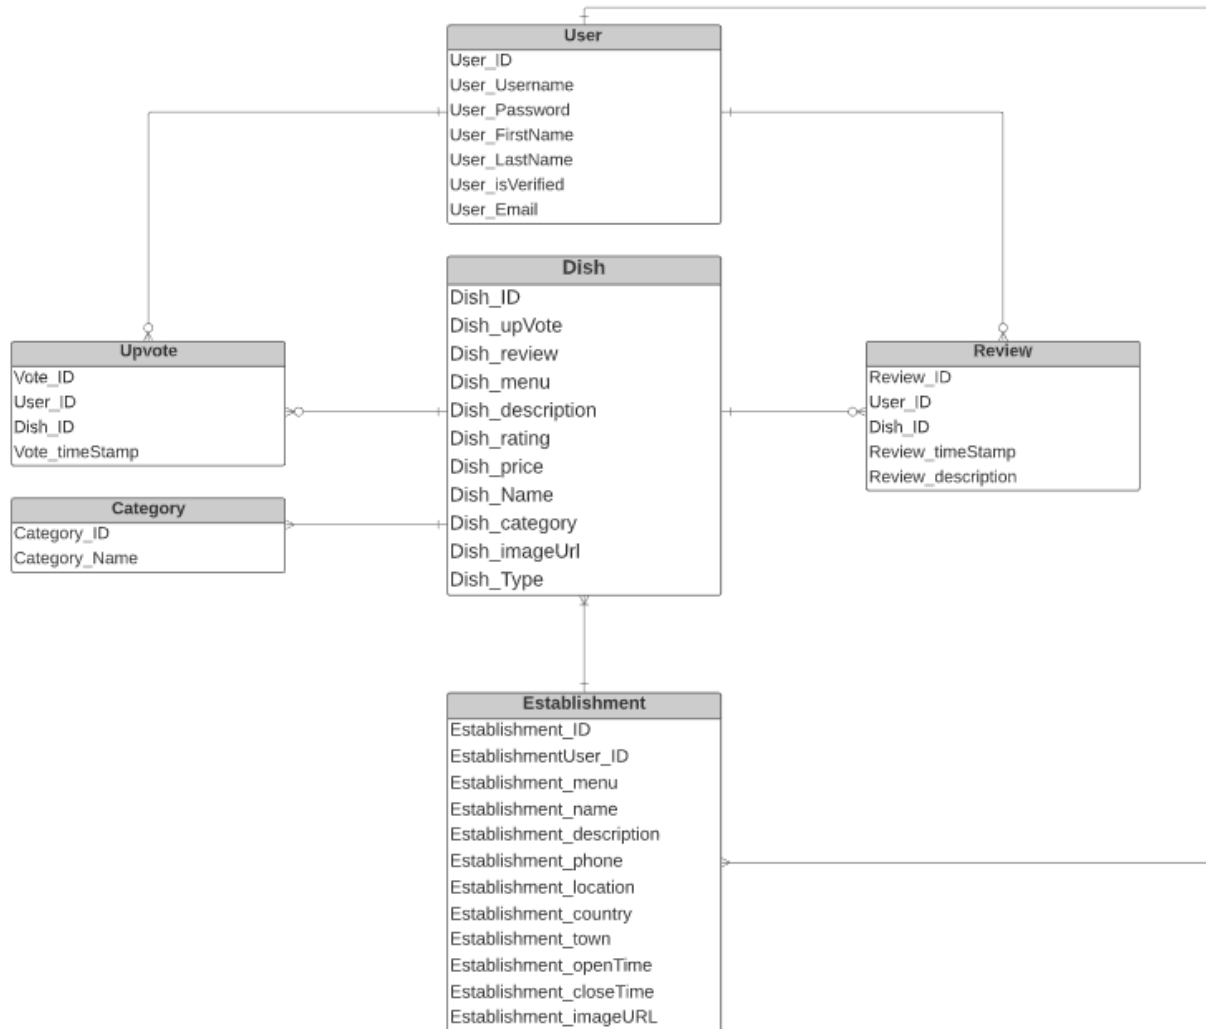 User
User_ID
User_Username
User_Password
User_FirstName
User_LastName
User_isVerified
User_Email
Dish
Dish_ID
Dish_upVote
Dish_review
Dish_menu
Dish_description
Dish_rating
Dish_price
Dish_Name
Dish_category
Dish_imageUrl
Dish_Type
Upvote
Vote_ID
User_ID
Dish_ID
Vote_timeStamp
Review
Review_ID
User_ID
Dish_ID
Review_timeStamp
Review_description
Category
Category_ID
Category_Name
Establishment
Establishment_ID
EstablishmentUser_ID
Establishment_menu
Establishment_name
Establishment_description
Establishment_phone
Establishment_location
Establishment_country
Establishment_town
Establishment_openTime
Establishment_closeTime
Establishment_imageURL